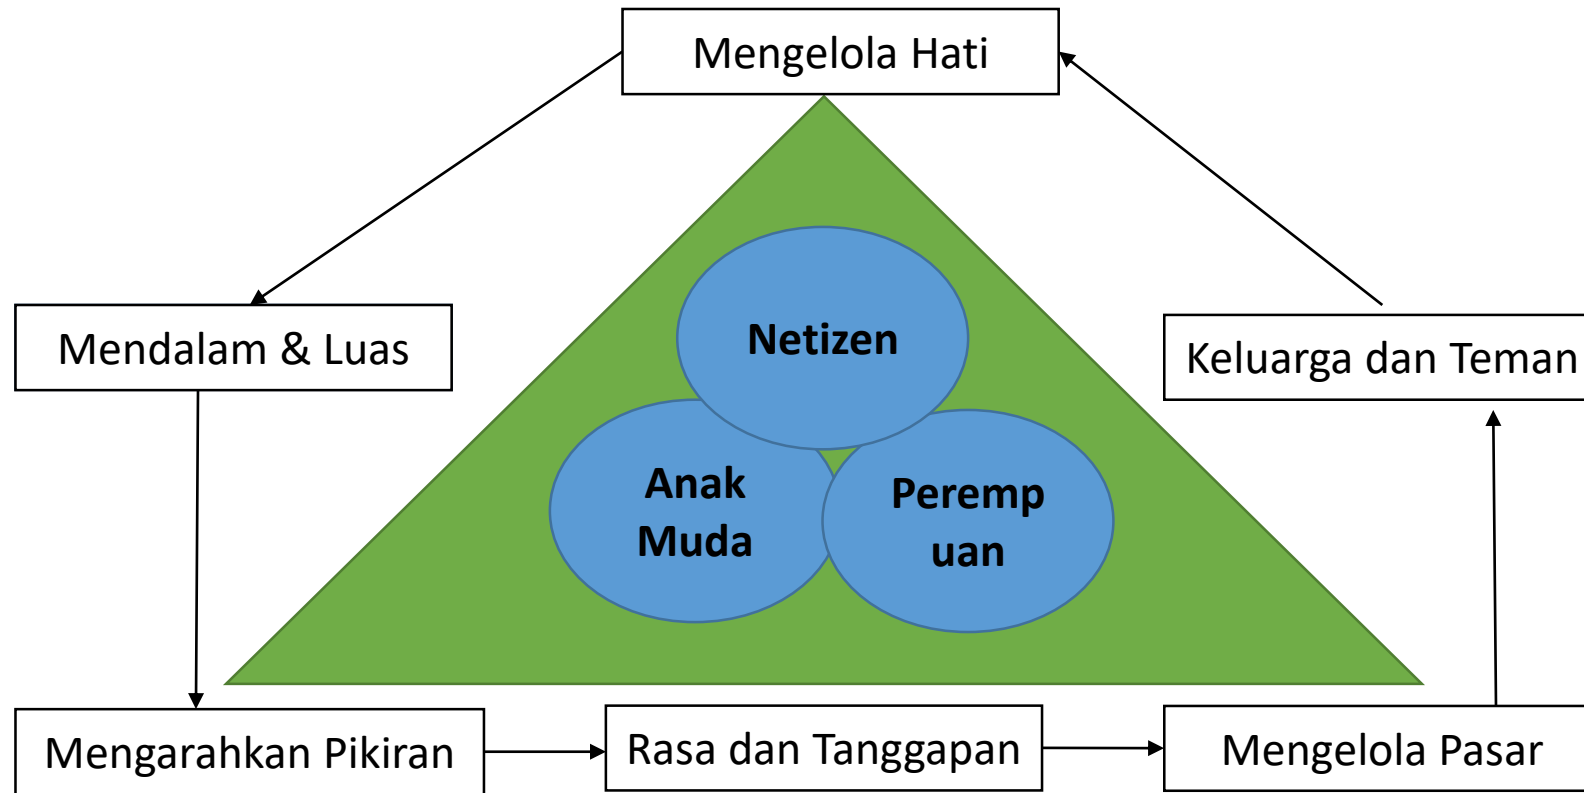 Mengelola Hati
Mendalam & Luas
Netizen
Keluarga dan Teman
Anak
Muda
Peremp
uan
Mengarahkan Pikiran
Rasa dan Tanggapan
Mengelola Pasar